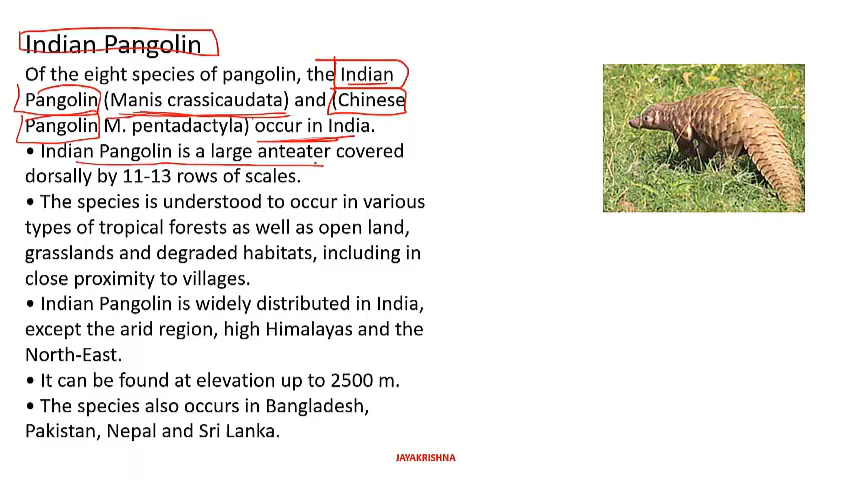 Indian Pangolin
Of the eight species of pangolin, the Indian
Pangolin (Manis crassicaudata) and (Chinese
Pangolin M. pentadactyla) occur in India.
• Indian Pangolin is a large anteater covered
dorsally by 11-13 rows of scales.
• The species is understood to occur in various
types of tropical forests as well as open land,
grasslands and degraded habitats, including in
close proximity to villages.
• Indian Pangolin is widely distributed in India,
except the arid region, high Himalayas and the
North-East.
• It can be found at elevation up to 2500 m.
• The species also occurs in Bangladesh,
Pakistan, Nepal and Sri Lanka.
JAYAKRISHNA